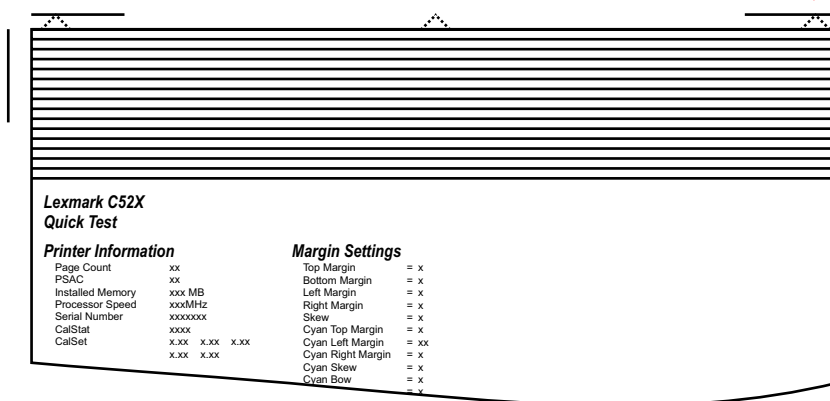 Lexmark C52X
Quick Test
Printer Information
Page Count xx
PSAC xx
Installed Memory xxx MB
Processor Speed xxxMHz
Serial Number xxxxxxx
CalStat xxxx
CalSet x.xx x.xx x.xx
x.xx x.xx
Margin Settings
Top Margin = x
Bottom Margin = x
Left Margin = x
Right Margin = x
Skew = x
Cyan Top Margin = x
Cyan Left Margin = xx
Cyan Right Margin = x
Cyan Skew = x
Cyan Bow = x
= x